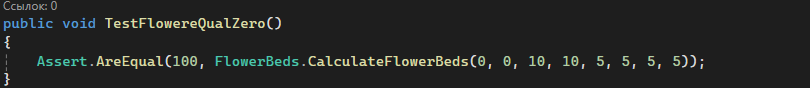 Ссылок: 0
public void TestFlowereQualZero()
{
Assert.AreEqual(100, FlowerBeds.CalculateFlowerBeds(0, 0, 10, 10, 5, 5, 5, 5));
}